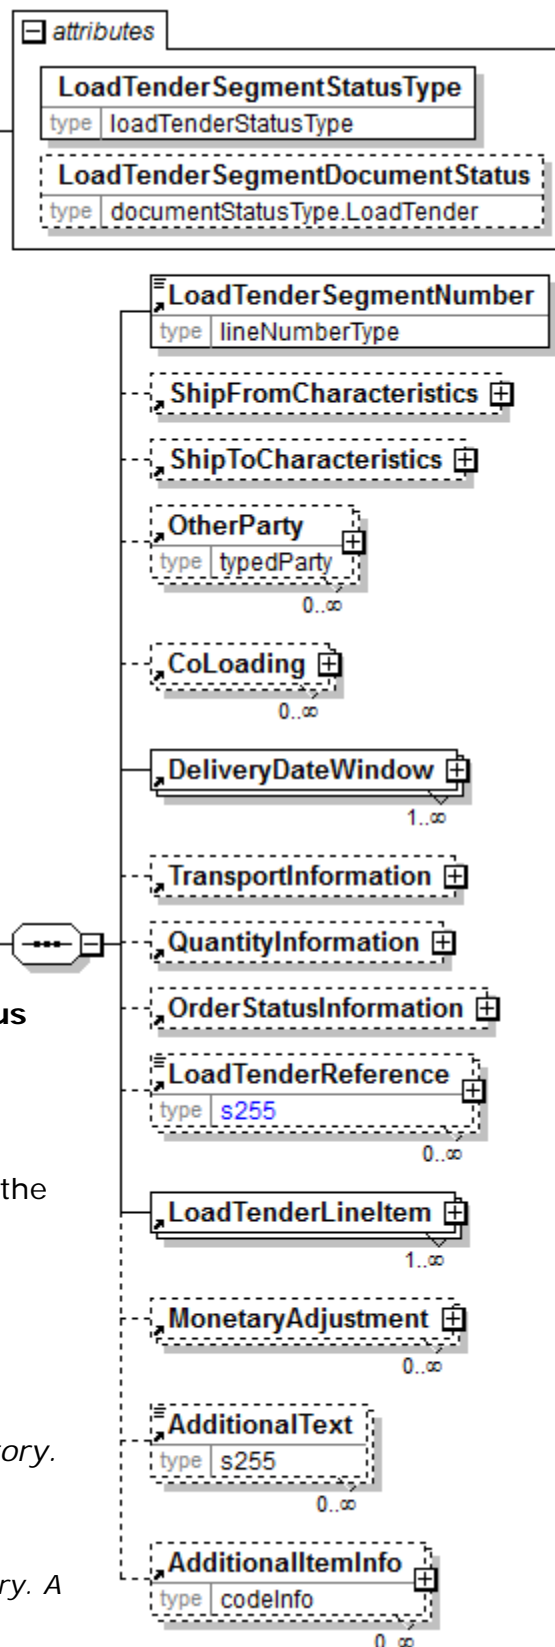 attributes
LoadTenderSegmentStatusType
type loadTenderStatusType
LoadTenderSegmentDocumentStatus
type documentStatusType.LoadTender
LoadTenderSegmentNumber
type lineNumberType
ShipFromCharacteristics
ShipToCharacteristics
OtherParty
type typedParty
0..∞
CoLoading
0..∞
DeliveryDateWindow
1..∞
TransportInformation
QuantityInformation
OrderStatusInformation
us
LoadTenderReference
type s255
0..∞
the
LoadTenderLineItem
1..∞
MonetaryAdjustment
0..∞
AdditionalText
ory.
type s255
0..∞
AdditionalItemInfo
ry. A
type codeInfo
0..∞